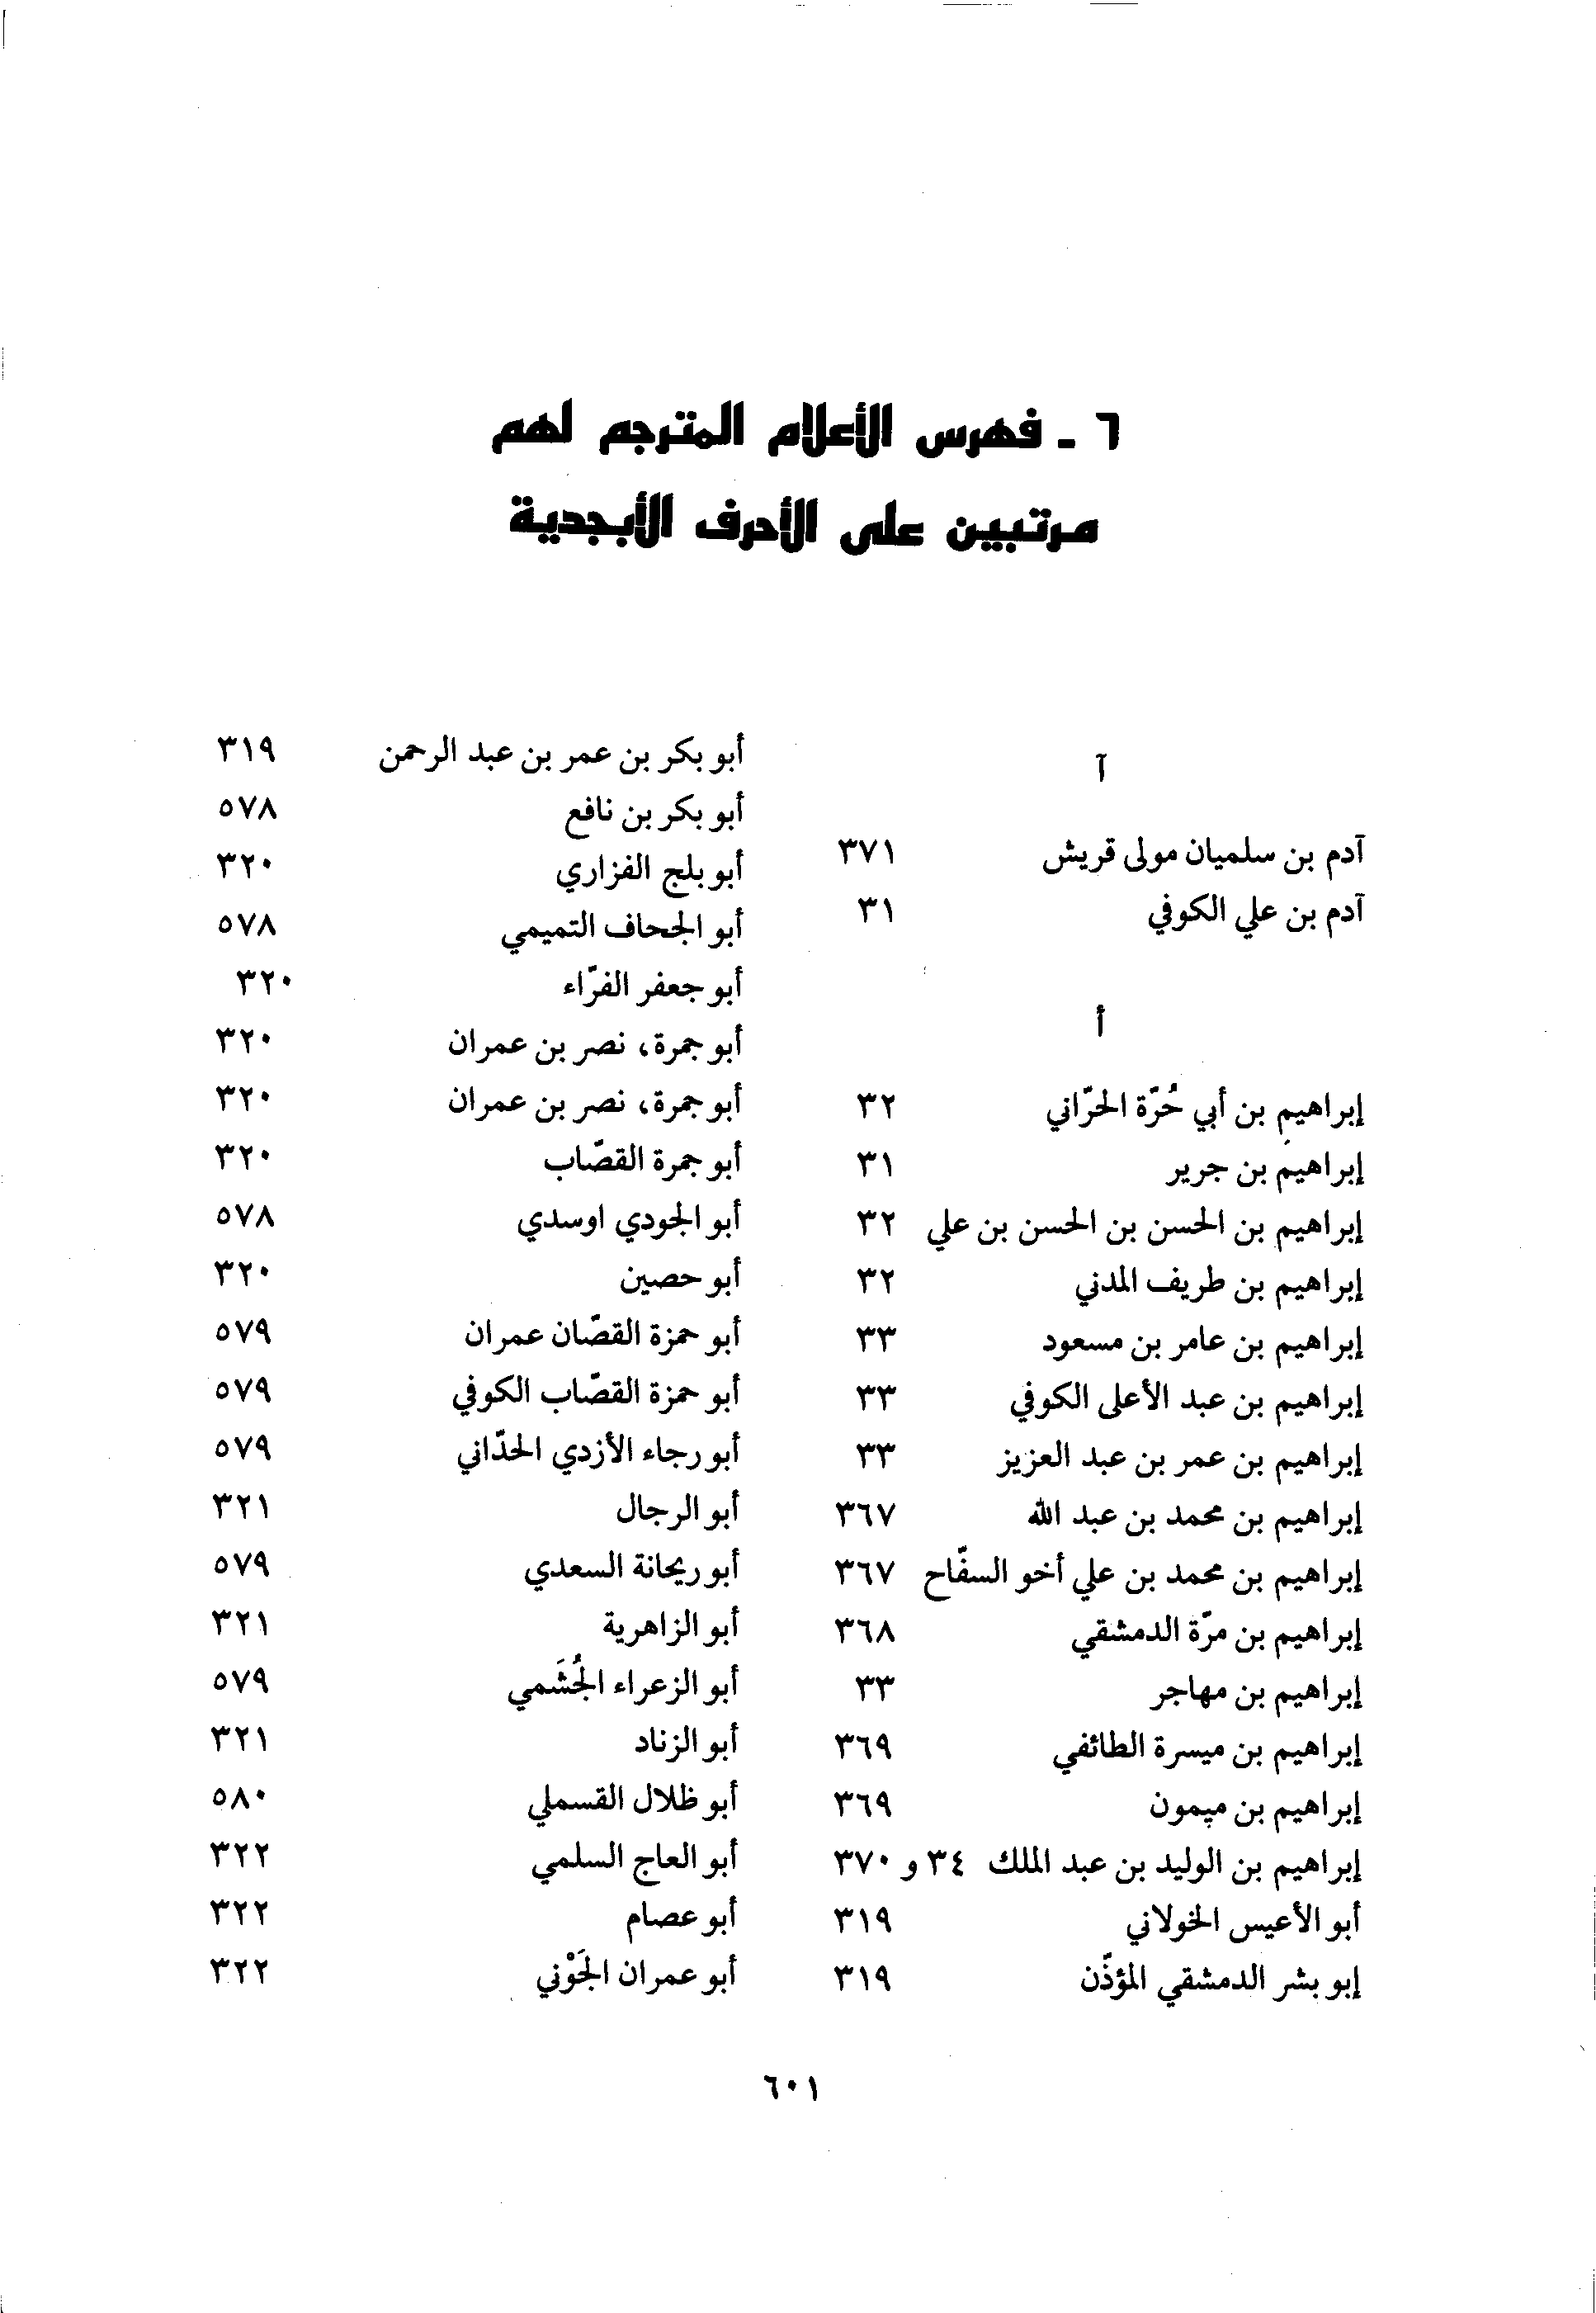 ٦ - فهرس الأعلام المترجم لهم
مرتبين على الأحرف الأبجدية
آ
آدم بن سلميان مولى قريش ٣٧١
آدم بن علي الكوفي ٣١
أ
إبراهيم بن أبي حُرّة الحرّاني ٣٢
إبراهيم بن جرير ٣١
إبراهيم بن الحسن بن الحسن بن علي ٣٢
إبراهيم بن طريف المدني ٣٢
إبراهيم بن عامر بن مسعود ٣٣
إبراهيم بن عبد الأعلى الكوفي ٣٣
إبراهيم بن عمر بن عبد العزيز ٣٣
إبراهيم بن محمد بن عبد الله ٣٦٧
إبراهيم بن محمد بن علي أخو السفّاح ٣٦٧
إبراهيم بن مرّة الدمشقي ٣٦٨
إبراهيم بن مهاجر ٣٣
إبراهيم بن ميسرة الطائفي ٣٦٩
إبراهيم بن ميمون ٣٦٩
إبراهيم بن الوليد بن عبد الملك ٣٤ و ٣٧٠
أبو الأعيس الخولاني ٣١٩
إبو بشر الدمشقي المؤذّن ٣١٩
أبو بكر بن عمر بن عبد الرحمن ٣١٩
أبو بكر بن نافع ٥٧٨
أبو بلج الفزاري ٣٢٠
أبو الجحاف التميمي ٥٧٨
أبو جعفر الفرّاء ٣٢٠
أبو جمرة، نصر بن عمران ٣٢٠
أبو جمرة، نصر بن عمران ٣٢٠
أبو جمرة القصّاب ٣٢٠
أبو الجودي اوسدي ٥٧٨
أبو حصين ٣٢٠
أبو حمزة القصّان عمران ٥٧٩
أبو حمزة القصّاب الكوفي ٥٧٩
أبو رجاء الأزدي الحدّاني ٥٧٩
أبو الرجال ٣٢١
أبو ريحانة السعدي ٥٧٩
أبو الزاهرية ٣٢١
أبو الزعراء الجُشَمي ٥٧٩
أبو الزناد ٣٢١
أبو ظلال القسملي ٥٨٠
أبو العاج السلمي ٣٢٢
أبو عصام ٣٢٢
أبو عمران الجَوْني ٣٢٢
٦٠١